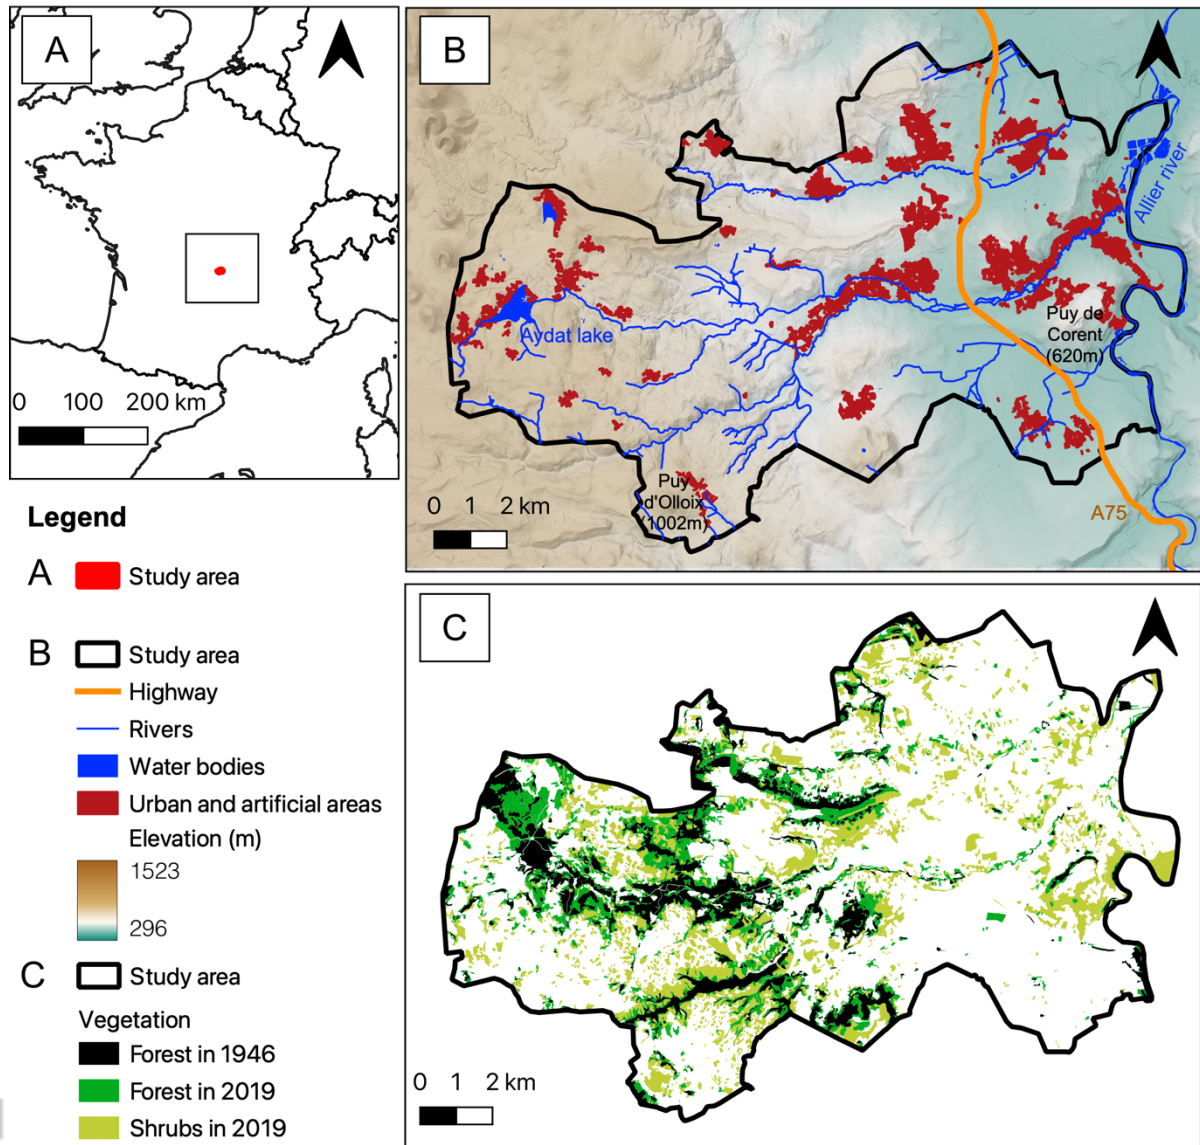 A
0 100 200 km
B
Allier river
Aydat lake
Puy de
Corent
(620m)
Puy
d'Olloix
(1002m)
A75
0 1 2 km
Legend
A Study area
B Study area
Highway
Rivers
Water bodies
Urban and artificial areas
Elevation (m)
1523
296
C Study area
Vegetation
Forest in 1946
Forest in 2019
Shrubs in 2019
C
0 1 2 km